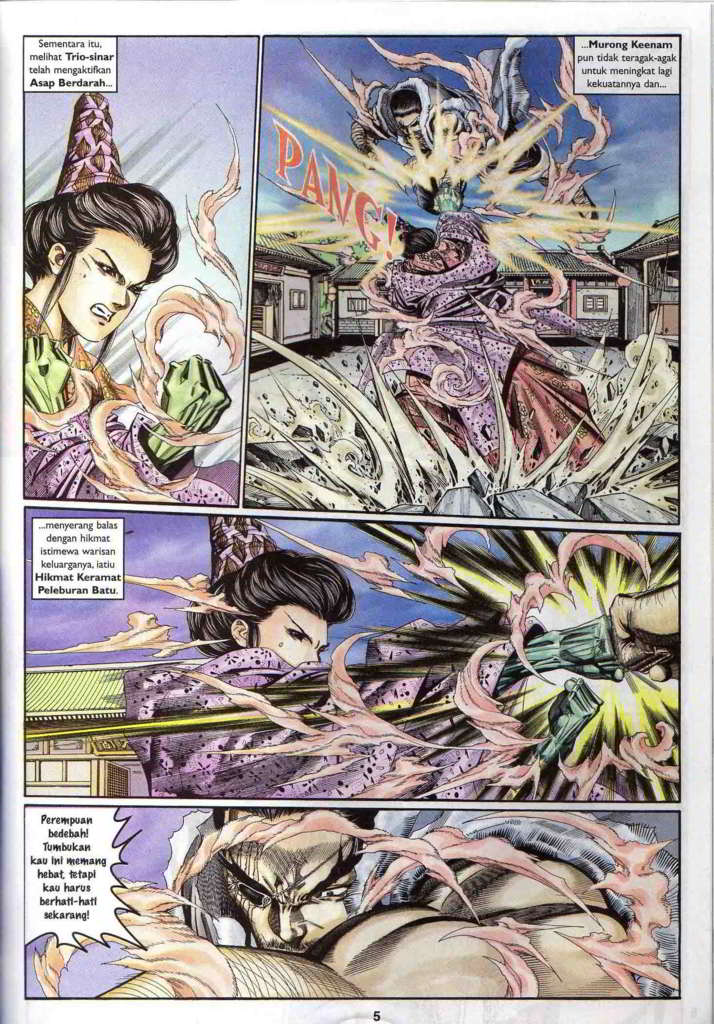 Sementara itu,
melihat Trio-sinar
telah mengaktifkan
Asap Berdarah...
...Murong Keenam
pun tidak teragak-agak
untuk meningkat lagi
kekuatannya dan...
PANG!
...menyerang balas
dengan hikmat
istimewa warisan
keluarganya, iatiu
Hikmat Keramat
Peleburan Batu.
Perempuan
bedebah!
Tumbukan
kau ini memang
hebat, tetapi
kau harus
berhati-hati
sekarang!
5